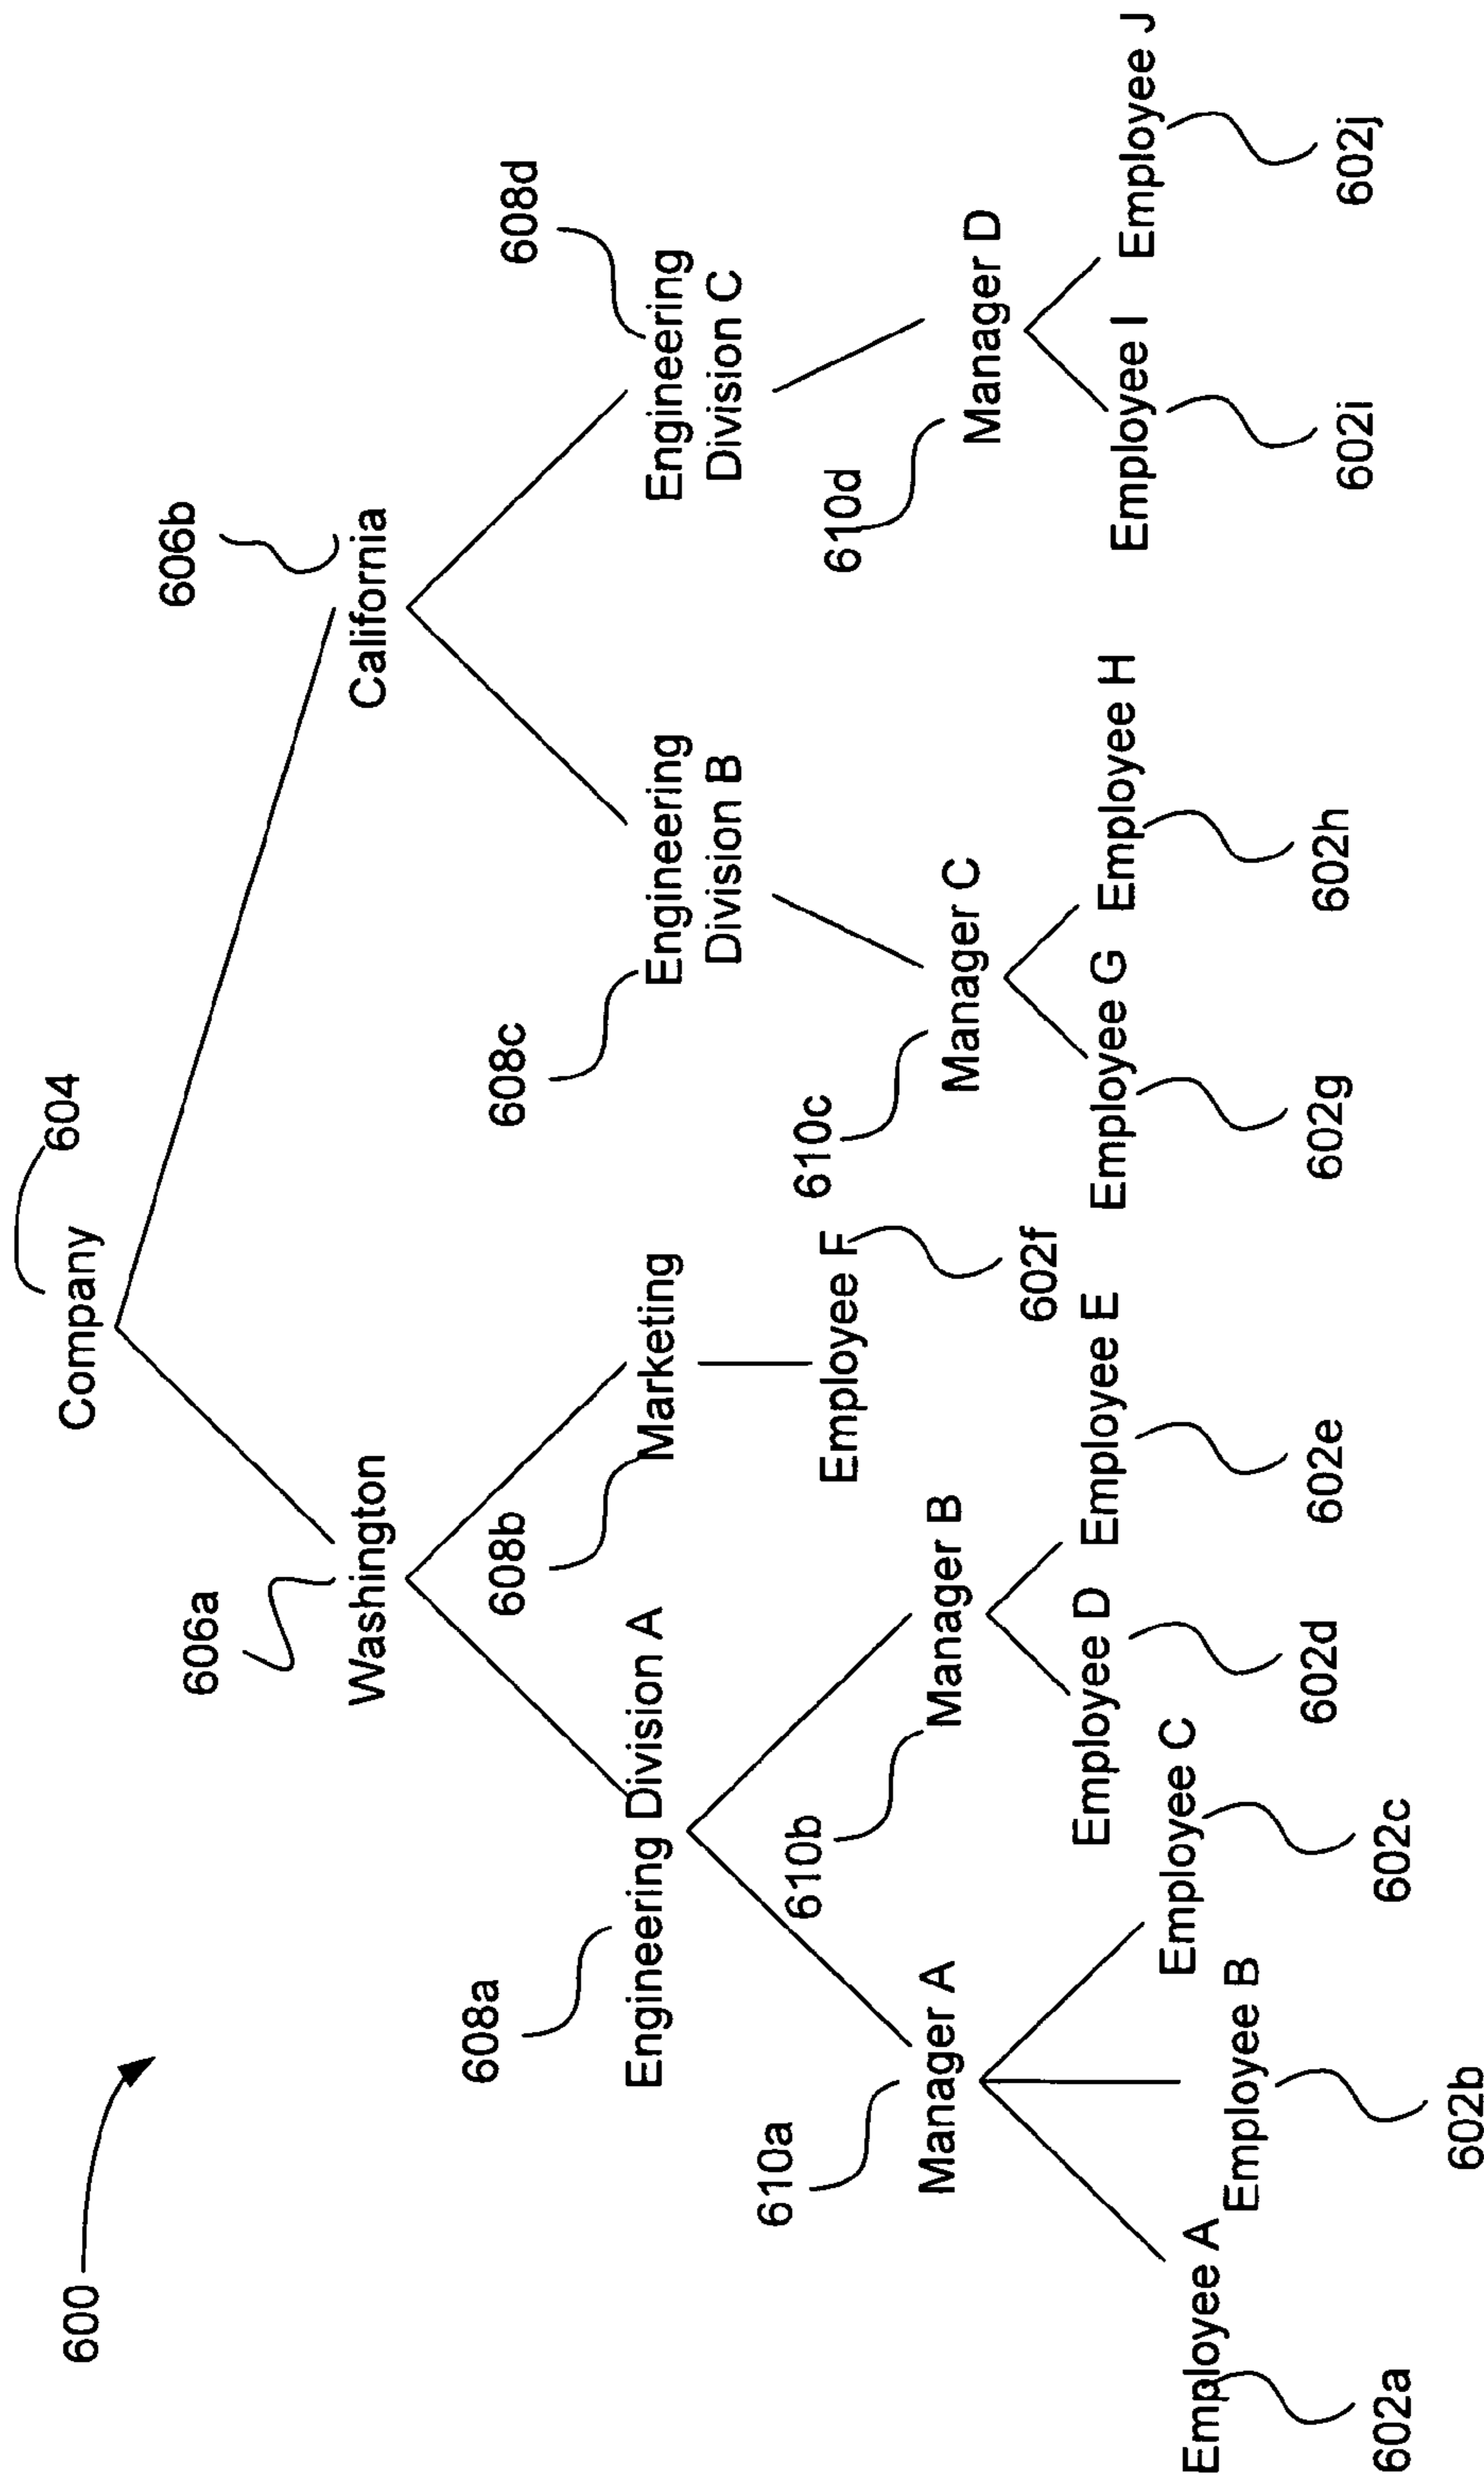 600
Company
604
606a
Washington
606b
California
608a
Engineering Division A
608b
Marketing
608c
Engineering
Division B
608d
Engineering
Division C
610a
Manager A
610b
Manager B
Employee F
602f
610c
Manager C
610d
Manager D
Employee A
Employee B
Employee C
Employee D
Employee E
Employee G
Employee H
Employee I
Employee J
602a
602b
602c
602d
602e
602g
602h
602i
602j